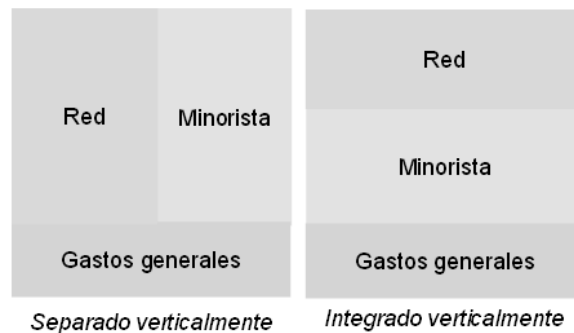 Red
Minorista
Gastos generales
Separado verticalmente
Red
Minorista
Gastos generales
Integrado verticalmente